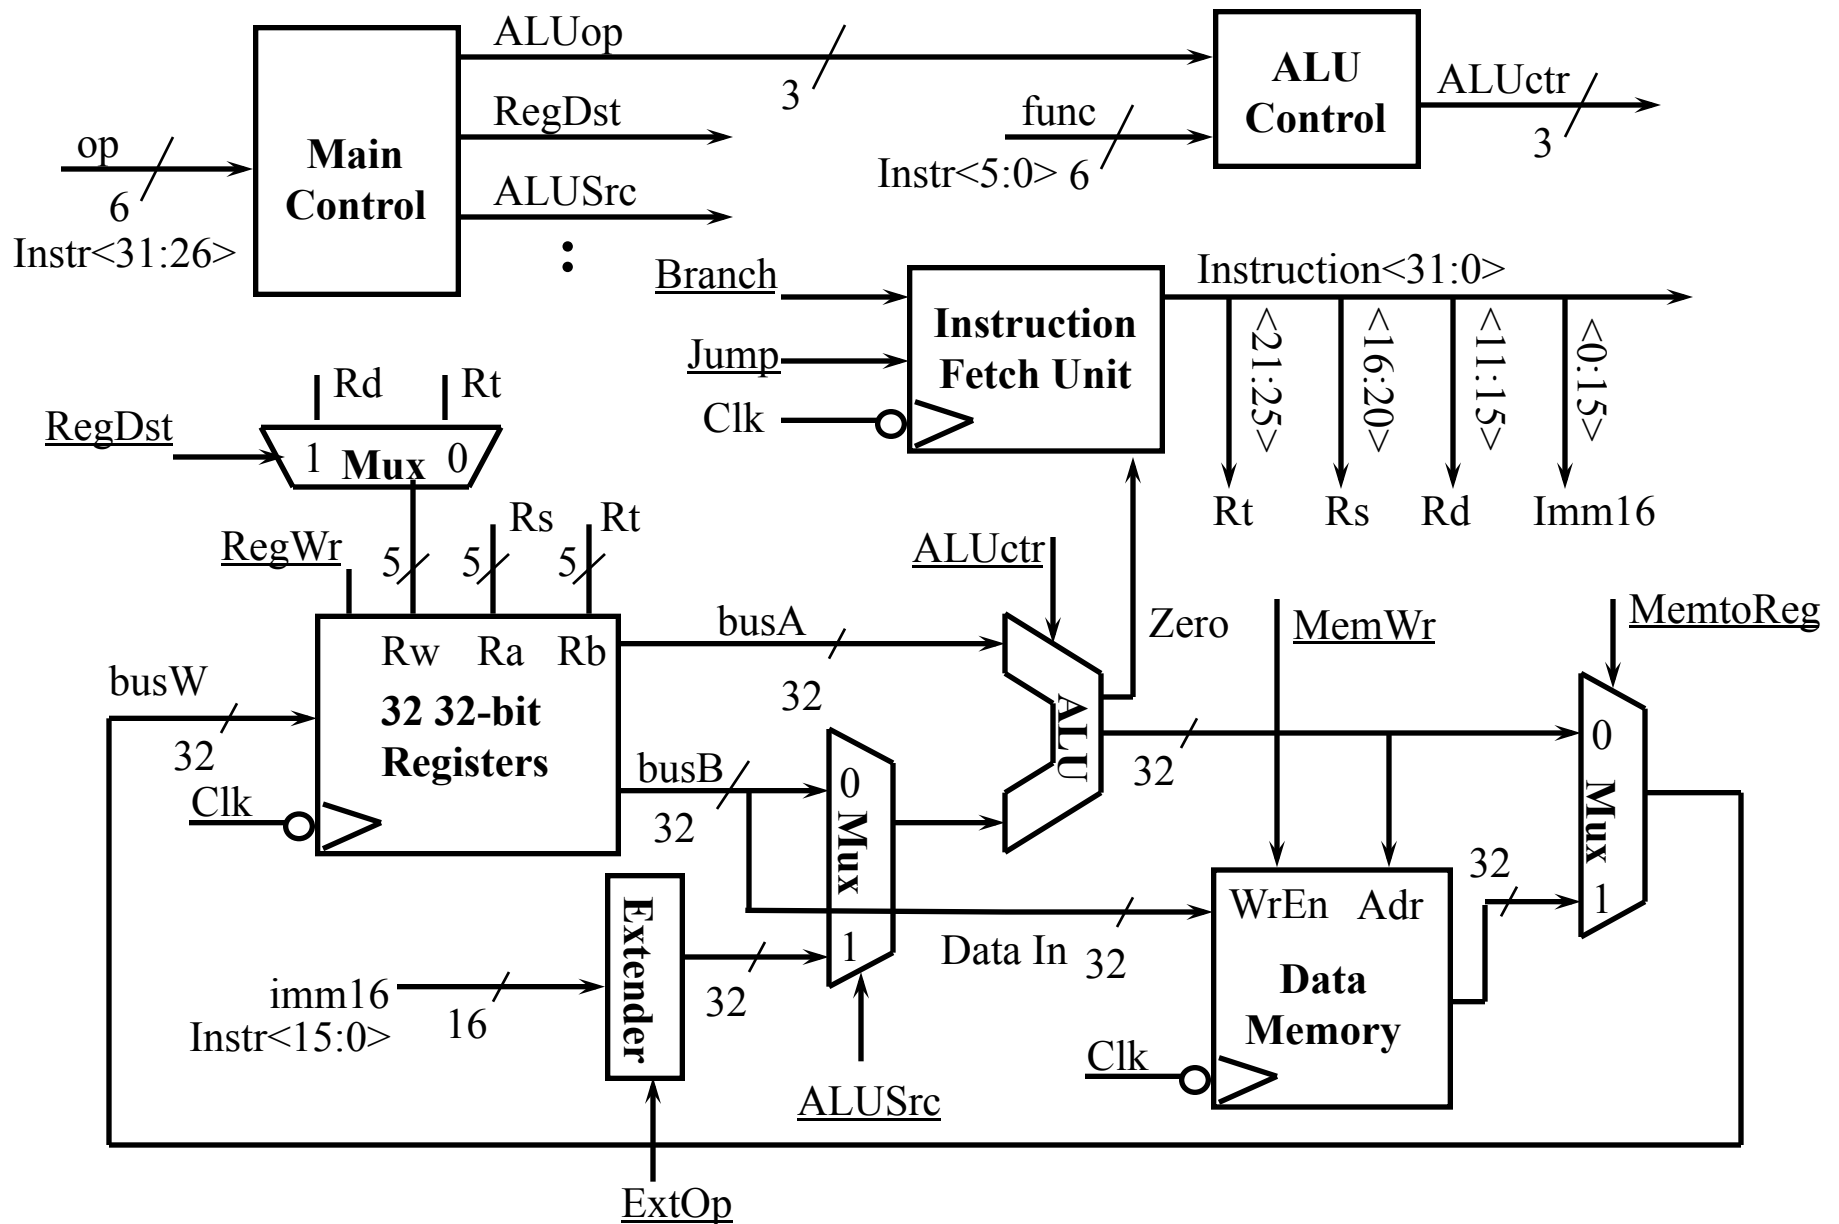 ALUop
3
RegDst
ALUSrc
:
op
6
Instr<31:26>
Main
Control
func
Instr<5:0> 6
ALU
Control
ALUctr
3
Branch
Jump
Clk
Instruction
Fetch Unit
Instruction<31:0>
<21:25>
<16:20>
<11:15>
<0:15>
Rt
Rs
Rd
Imm16
RegDst
Rd
Rt
1 Mux 0
RegWr
5
5
Rs
5
Rt
busW
32
Clk
Rw Ra Rb
32 32-bit
Registers
busA
32
busB
32
0
Mux
1
ALUctr
ALU
Zero
32
MemWr
MemtoReg
0
Mux
1
32
WrEn Adr
Data
Memory
Clk
Data In
32
imm16
Instr<15:0>
16
Extender
32
ALUSrc
ExtOp